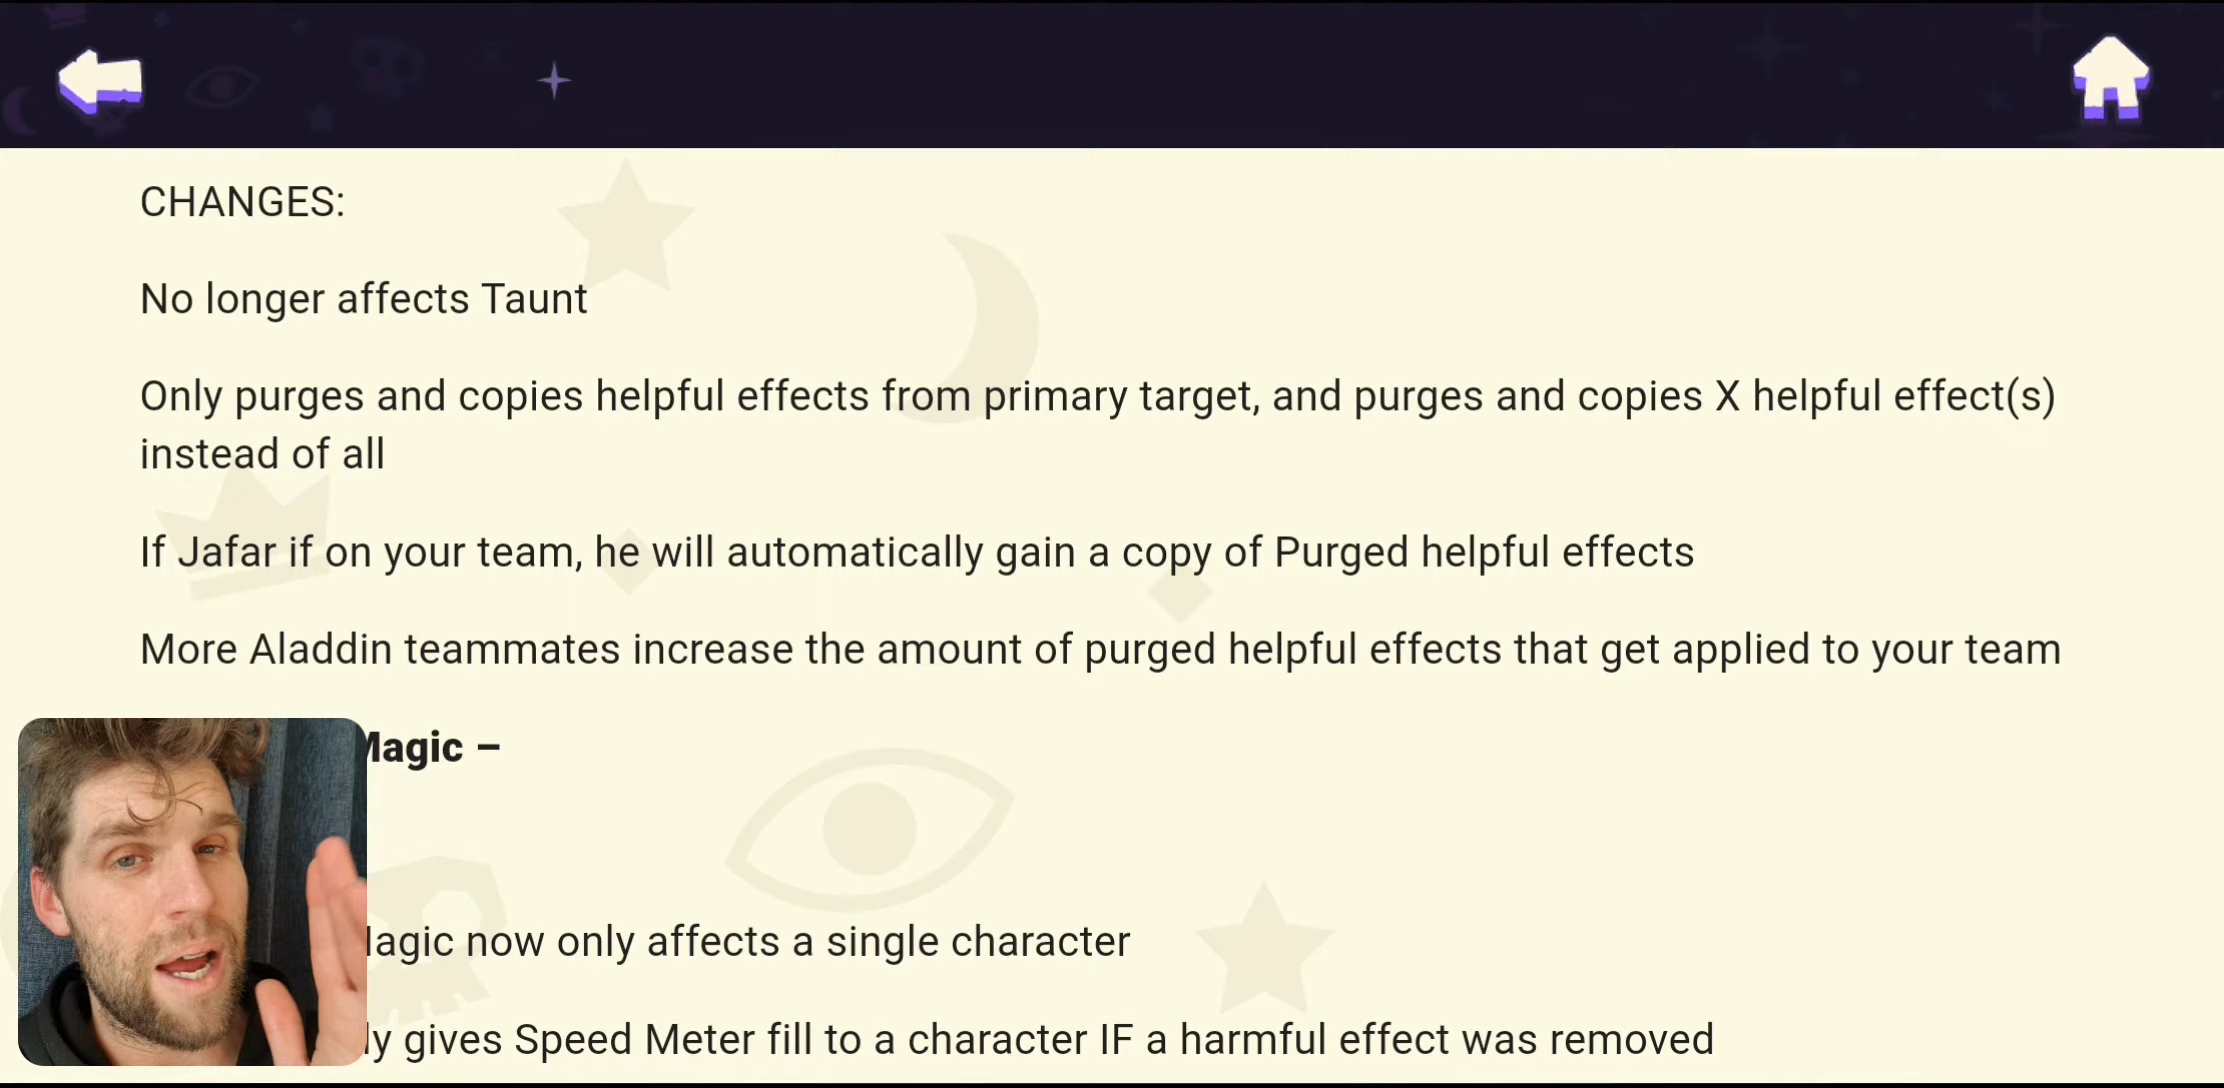 CHANGES:
No longer affects Taunt
Only purges and copies helpful effects from primary target, and purges and copies X helpful effect(s)
instead of all
If Jafar if on your team, he will automatically gain a copy of Purged helpful effects
More Aladdin teammates increase the amount of purged helpful effects that get applied to your team
Magic –
agic now only affects a single character
ly gives Speed Meter fill to a character IF a harmful effect was removed